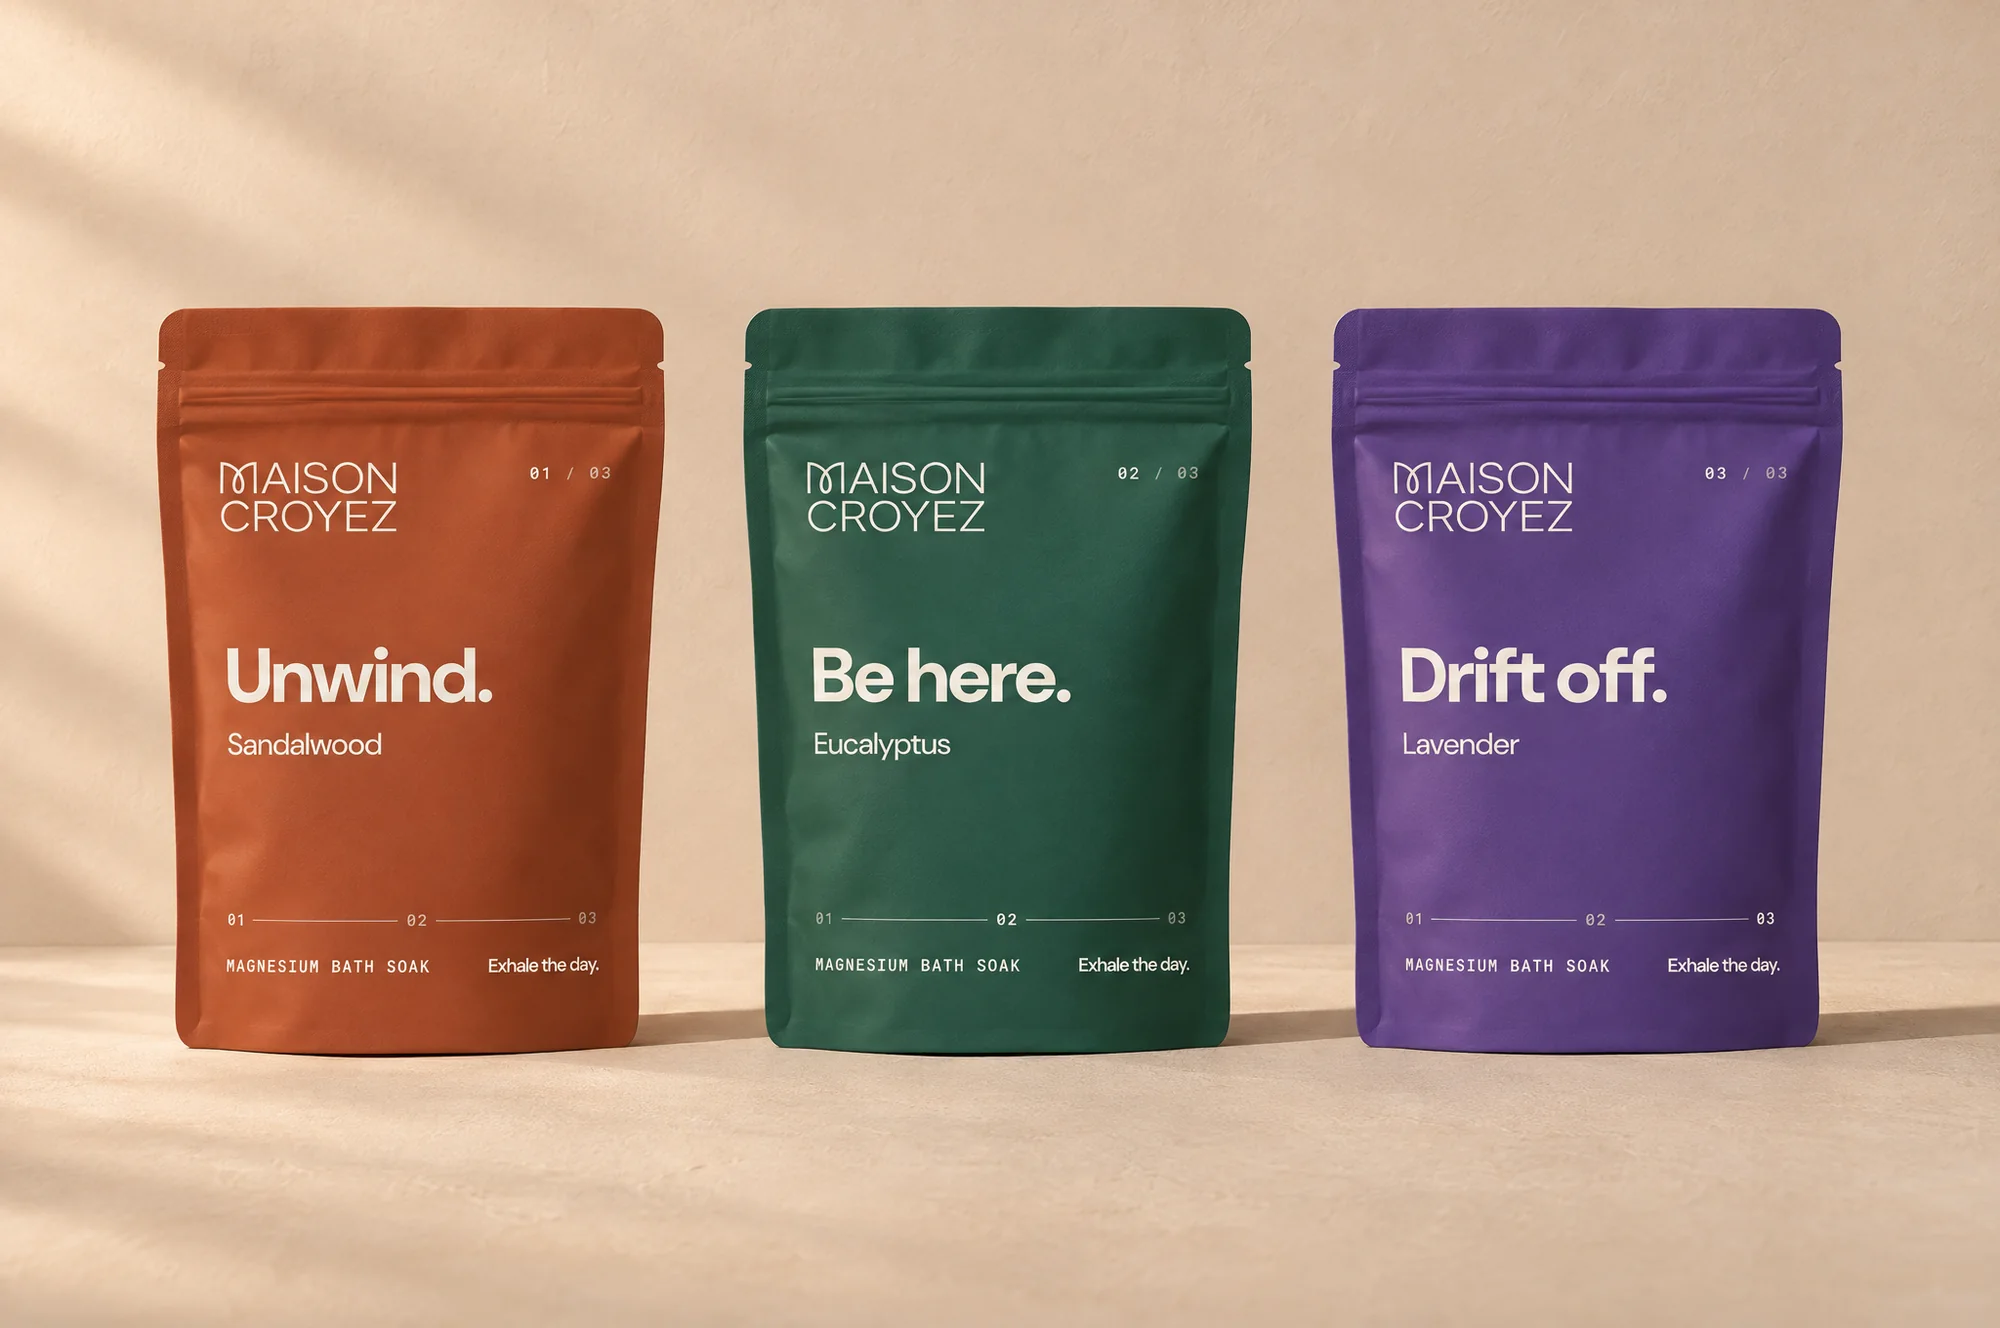 MAISON
CROYEZ
01 / 03
Unwind.
Sandalwood
01 02 03
MAGNESIUM BATH SOAK
Exhale the day.
MAISON
CROYEZ
02 / 03
Be here.
Eucalyptus
01 02 03
MAGNESIUM BATH SOAK
Exhale the day.
MAISON
CROYEZ
03 / 03
Drift off.
Lavender
01 02 03
MAGNESIUM BATH SOAK
Exhale the day.